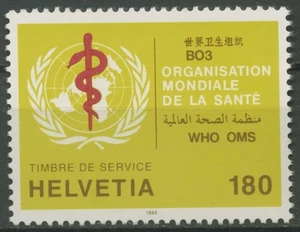 世界卫生组织
ВОЗ
ORGANISATION
MONDIALE
DE LA SANTÉ
منظمة الصحة العالمية
WHO OMS
TIMBRE DE SERVICE
HELVETIA 180